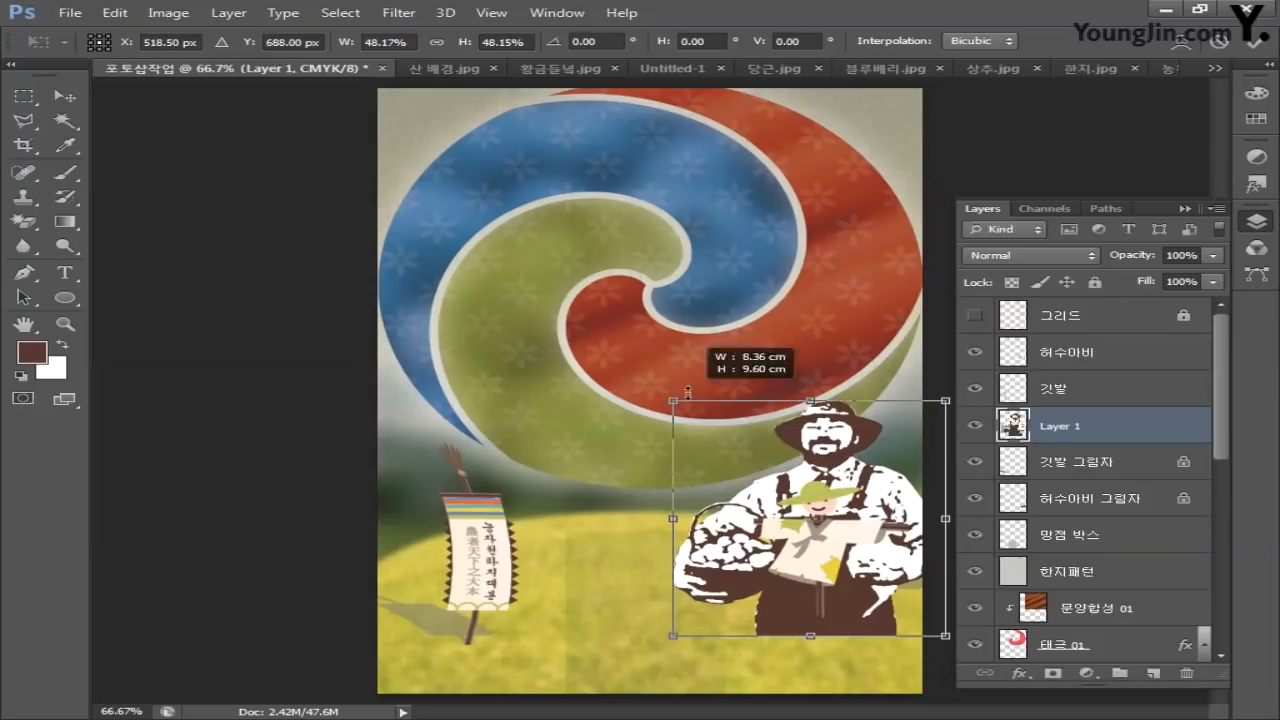 Ps File Edit Image Layer Type Select Filter 3D View Window Help
YoungJin.com Y.
X: 518.50 px Y: 688.00 px W: 48.17% H: 48.15% 0.00 ° H: 0.00 ° V: 0.00 ° Interpolation: Bicubic
포토샵작업 @ 66.7% (Layer 1, CMYK/8) * × 산 배경.jpg × 황금들녘.jpg × Untitled-1 × 당근.jpg × 블루베리.jpg × 상추.jpg × 한지.jpg ×
Layers Channels Paths
Kind
Normal Opacity: 100%
Lock: Fill: 100%
그리드
허수아비
깃발
Layer 1
깃발 그림자
허수아비 그림자
망점 박스
한지패턴
문양합성 01
태극 01 fx
W : 8.36 cm
H : 9.60 cm
농자천하지대본
農者天下之大本
66.67% Doc: 2.42M/47.6M